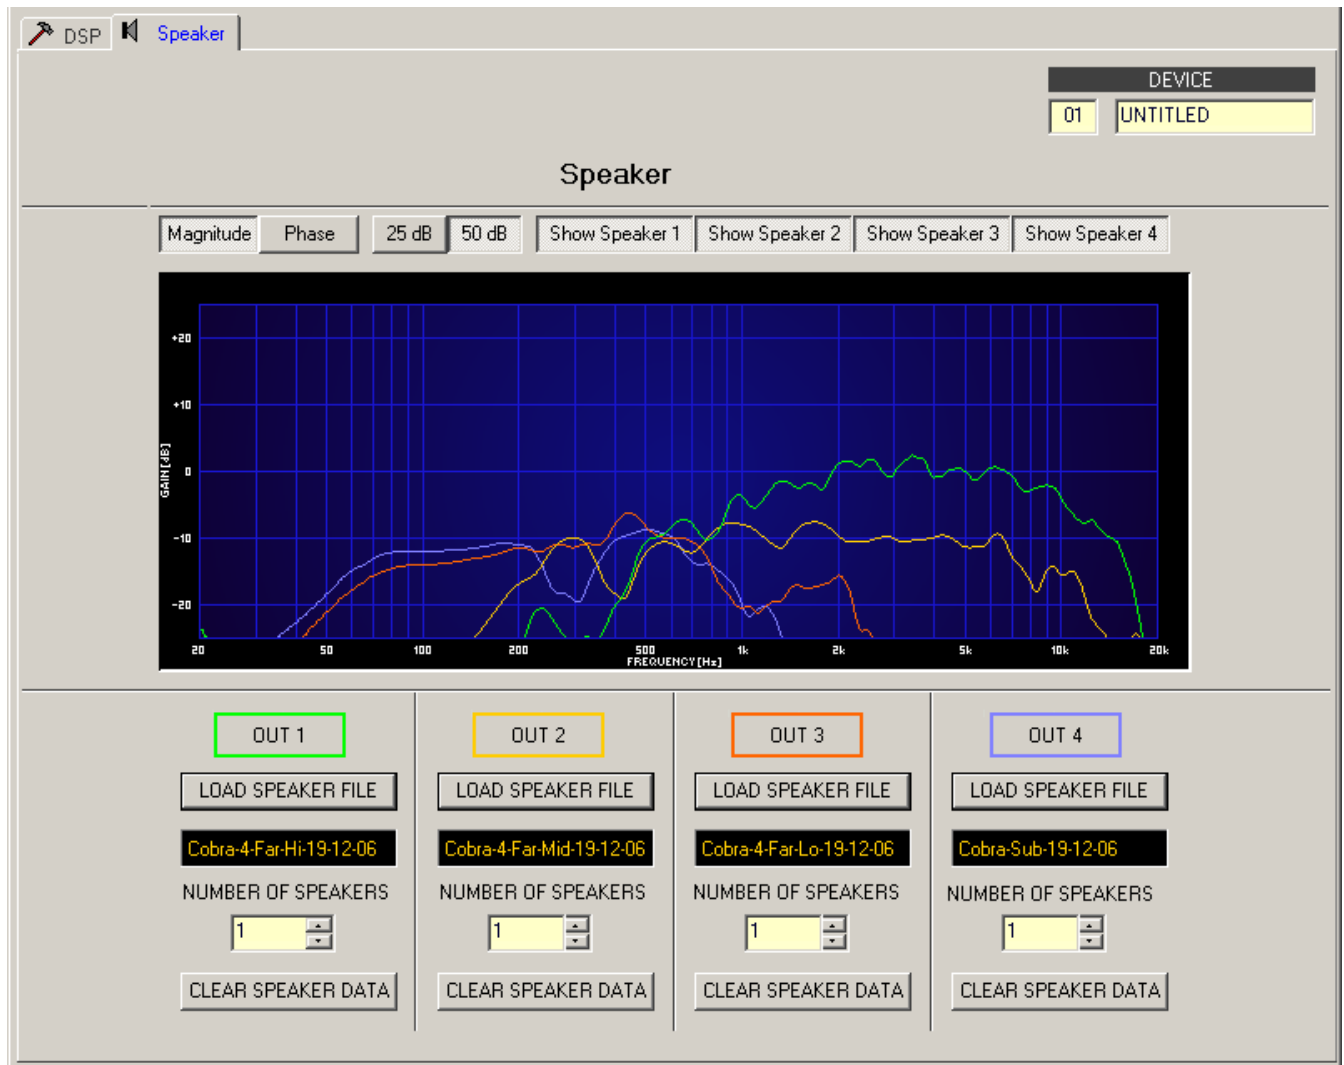 DSP Speaker
DEVICE
01 UNTITLED
Speaker
Magnitude Phase 25 dB 50 dB Show Speaker 1 Show Speaker 2 Show Speaker 3 Show Speaker 4
+20
+10
0
-10
-20
GAIN[dB]
20 50 100 200 500 1k 2k 5k 10k 20k
FREQUENCY[Hz]
OUT 1 OUT 2 OUT 3 OUT 4
LOAD SPEAKER FILE LOAD SPEAKER FILE LOAD SPEAKER FILE LOAD SPEAKER FILE
Cobra-4-Far-Hi-19-12-06 Cobra-4-Far-Mid-19-12-06 Cobra-4-Far-Lo-19-12-06 Cobra-Sub-19-12-06
NUMBER OF SPEAKERS NUMBER OF SPEAKERS NUMBER OF SPEAKERS NUMBER OF SPEAKERS
1 1 1 1
CLEAR SPEAKER DATA CLEAR SPEAKER DATA CLEAR SPEAKER DATA CLEAR SPEAKER DATA